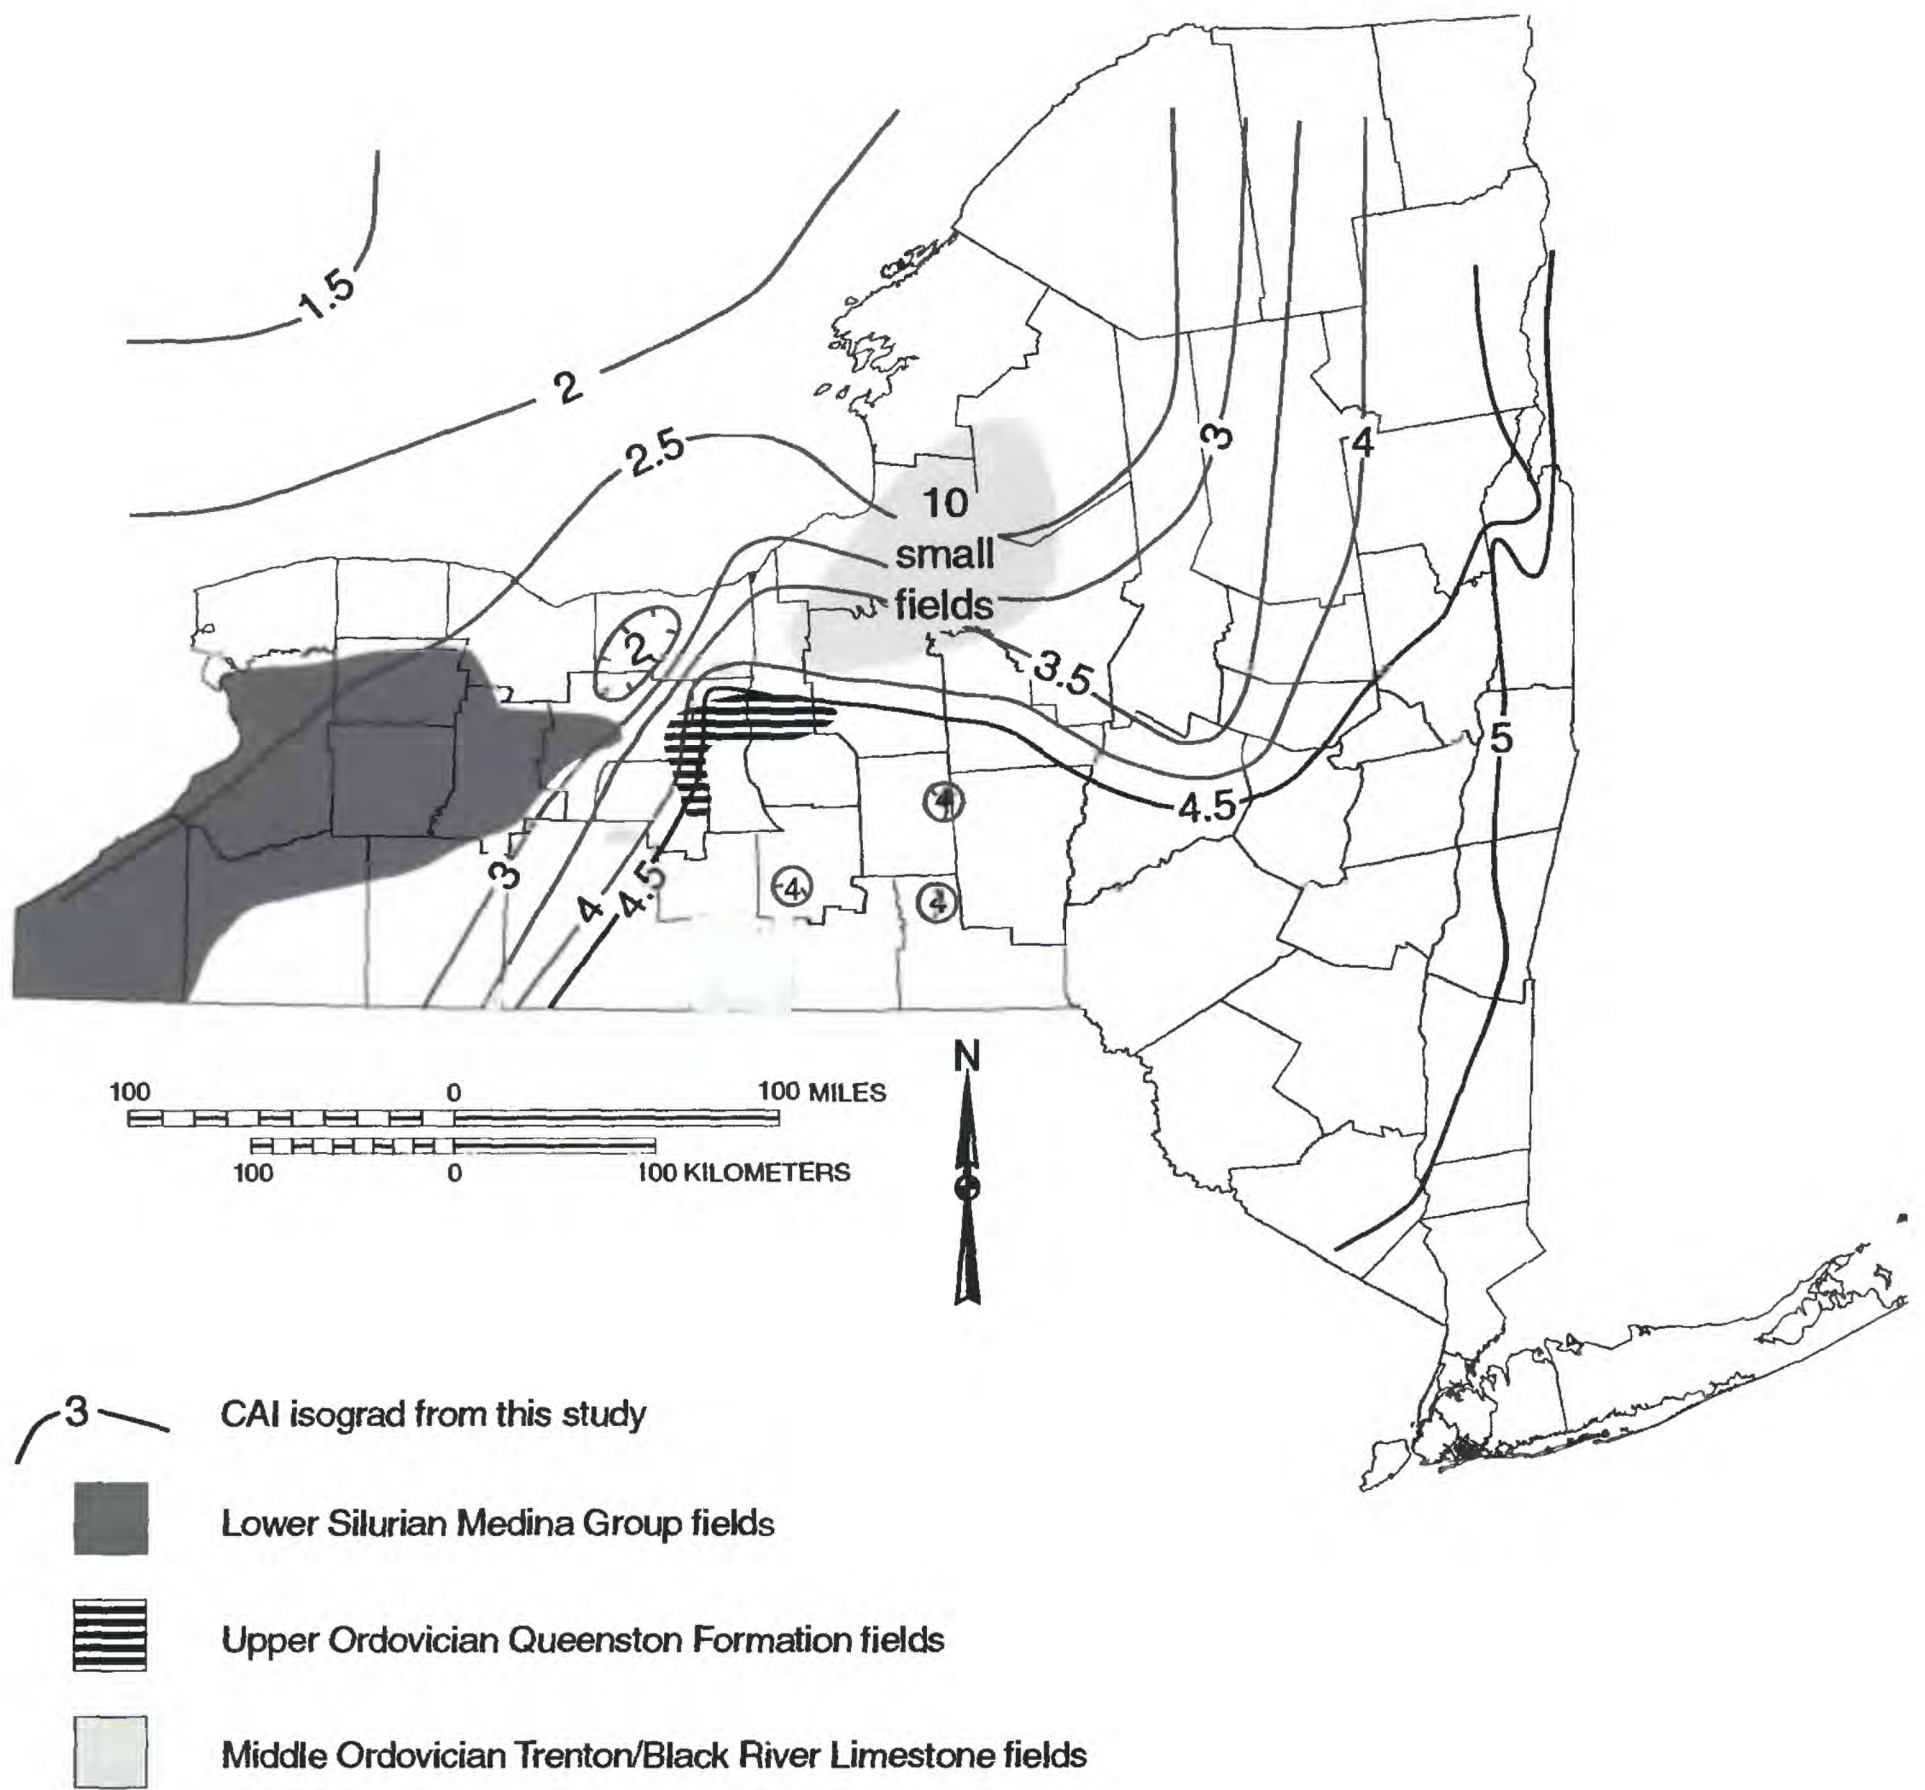 1.5
2
2.5
3
4
10
small
fields
2
3.5
5
4
4.5
3
4
4.5
4
4
N
100 0 100 MILES
100 0 100 KILOMETERS
3 CAI isograd from this study
Lower Silurian Medina Group fields
Upper Ordovician Queenston Formation fields
Middle Ordovician Trenton/Black River Limestone fields